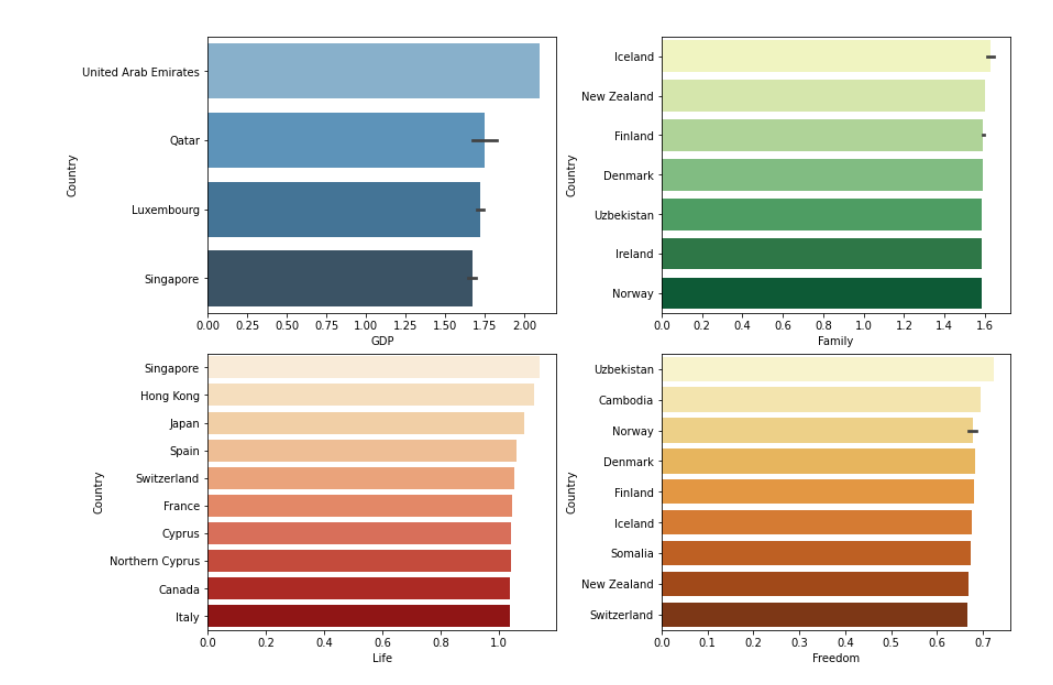 United Arab Emirates
Qatar
Luxembourg
Singapore
Country
0.00 0.25 0.50 0.75 1.00 1.25 1.50 1.75 2.00
GDP
Iceland
New Zealand
Finland
Denmark
Uzbekistan
Ireland
Norway
Country
0.0 0.2 0.4 0.6 0.8 1.0 1.2 1.4 1.6
Family
Singapore
Hong Kong
Japan
Spain
Switzerland
France
Cyprus
Northern Cyprus
Canada
Italy
Country
0.0 0.2 0.4 0.6 0.8 1.0
Life
Uzbekistan
Cambodia
Norway
Denmark
Finland
Iceland
Somalia
New Zealand
Switzerland
Country
0.0 0.1 0.2 0.3 0.4 0.5 0.6 0.7
Freedom